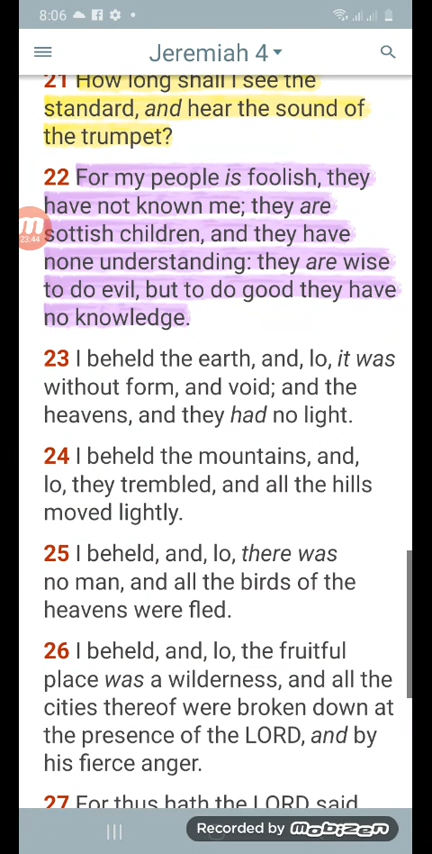 8:06
Jeremiah 4
21 How long shall I see the
standard, and hear the sound of
the trumpet?
22 For my people is foolish, they
have not known me; they are
sottish children, and they have
none understanding: they are wise
to do evil, but to do good they have
no knowledge.
23:44
23 I beheld the earth, and, lo, it was
without form, and void; and the
heavens, and they had no light.
24 I beheld the mountains, and,
lo, they trembled, and all the hills
moved lightly.
25 I beheld, and, lo, there was
no man, and all the birds of the
heavens were fled.
26 I beheld, and, lo, the fruitful
place was a wilderness, and all the
cities thereof were broken down at
the presence of the LORD, and by
his fierce anger.
27 For thus hath the LORD said
Recorded by mobizen